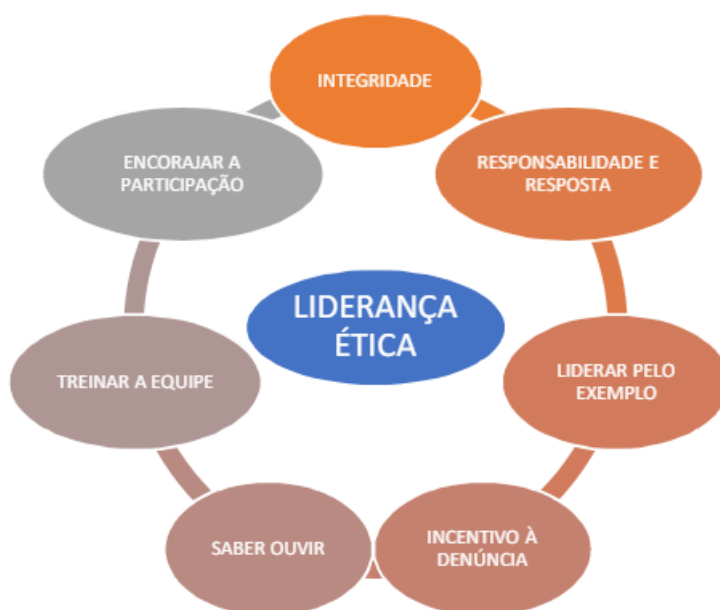 INTEGRIDADE
RESPONSABILIDADE E
RESPOSTA
LIDERAR PELO
EXEMPLO
INCENTIVO À
DENÚNCIA
SABER OUVIR
TREINAR A EQUIPE
ENCORAJAR A
PARTICIPAÇÃO
LIDERANÇA
ÉTICA